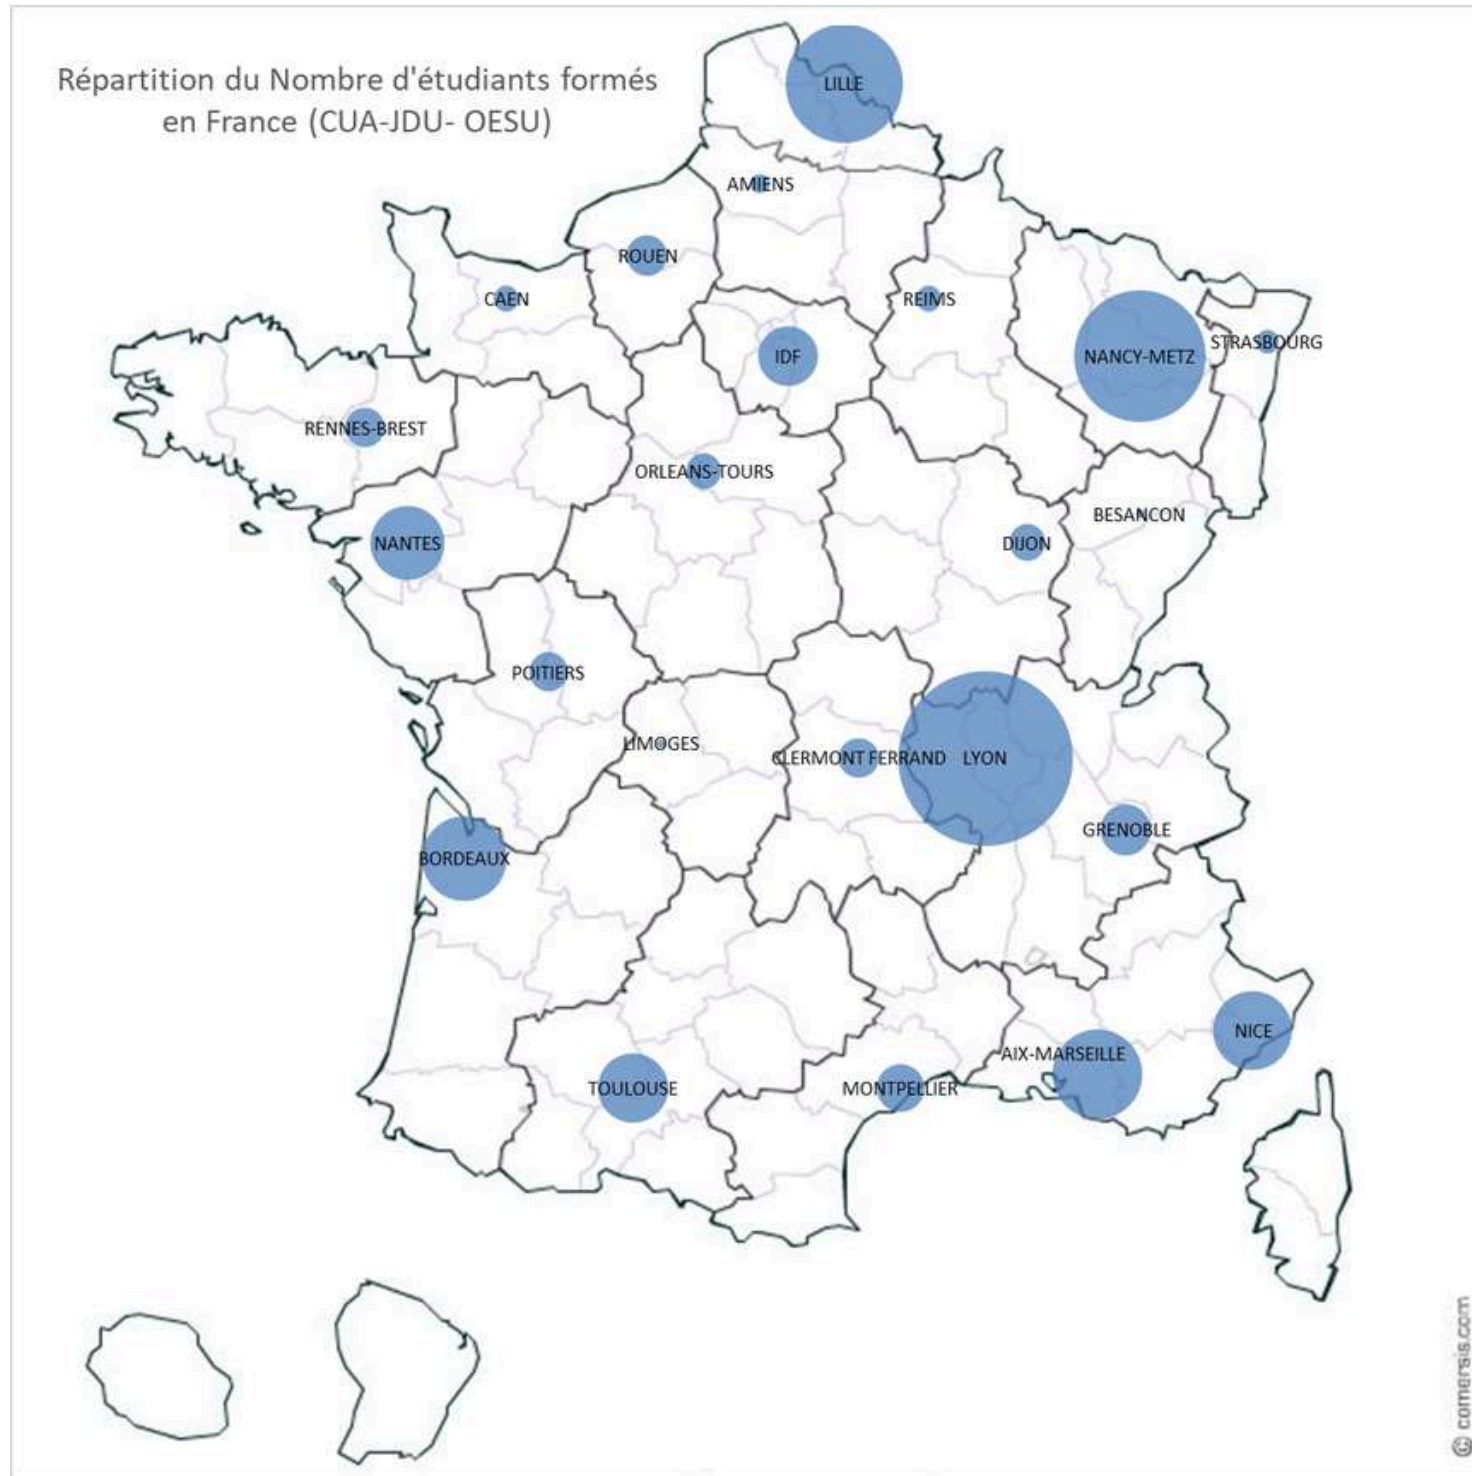 Répartition du Nombre d'étudiants formés
en France (CUA-JDU- OESU)
LILLE
AMIENS
ROUEN
CAEN
REIMS
STRASBOURG
IDF
NANCY-METZ
RENNES-BREST
ORLEANS-TOURS
BESANCON
NANTES
DIJON
POITIERS
LIMOGES
CLERMONT FERRAND
LYON
GRENOBLE
BORDEAUX
NICE
AIX-MARSEILLE
TOULOUSE
MONTPELLIER
© comersis.com